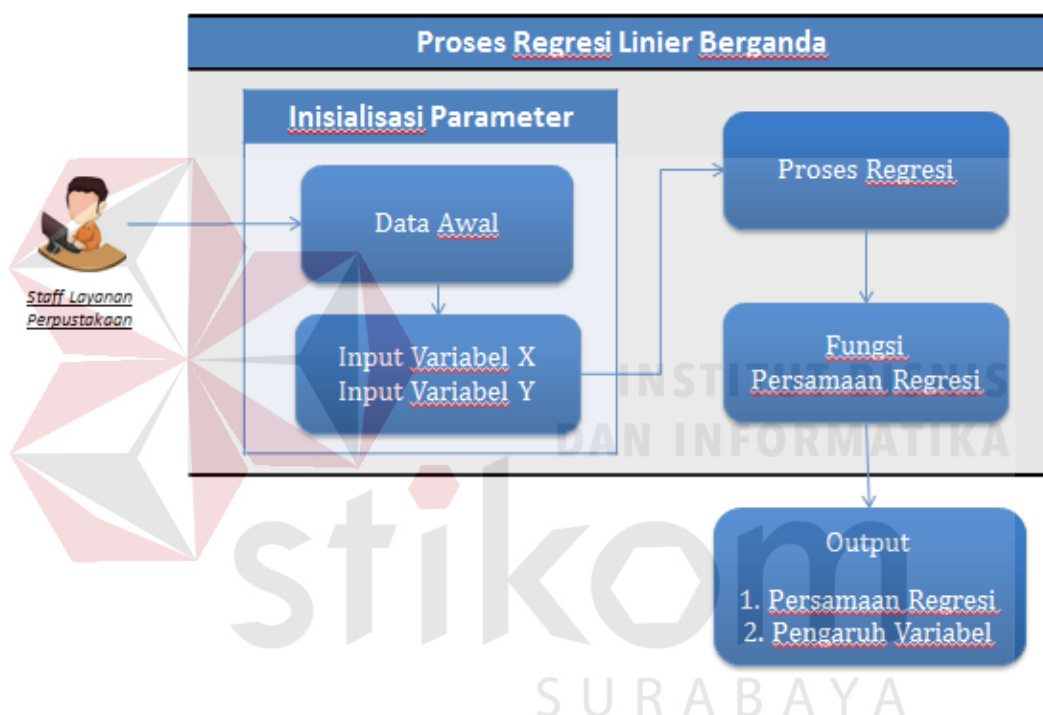 Proses Regresi Linier Berganda
Inisialisasi Parameter
Data Awal
Input Variabel X
Input Variabel Y
Staff Layanan
Perpustakaan
Proses Regresi
Fungsi
Persamaan Regresi
Output
1. Persamaan Regresi
2. Pengaruh Variabel
INSTITUT BISNIS
DAN INFORMATIKA
stikom
SURABAYA